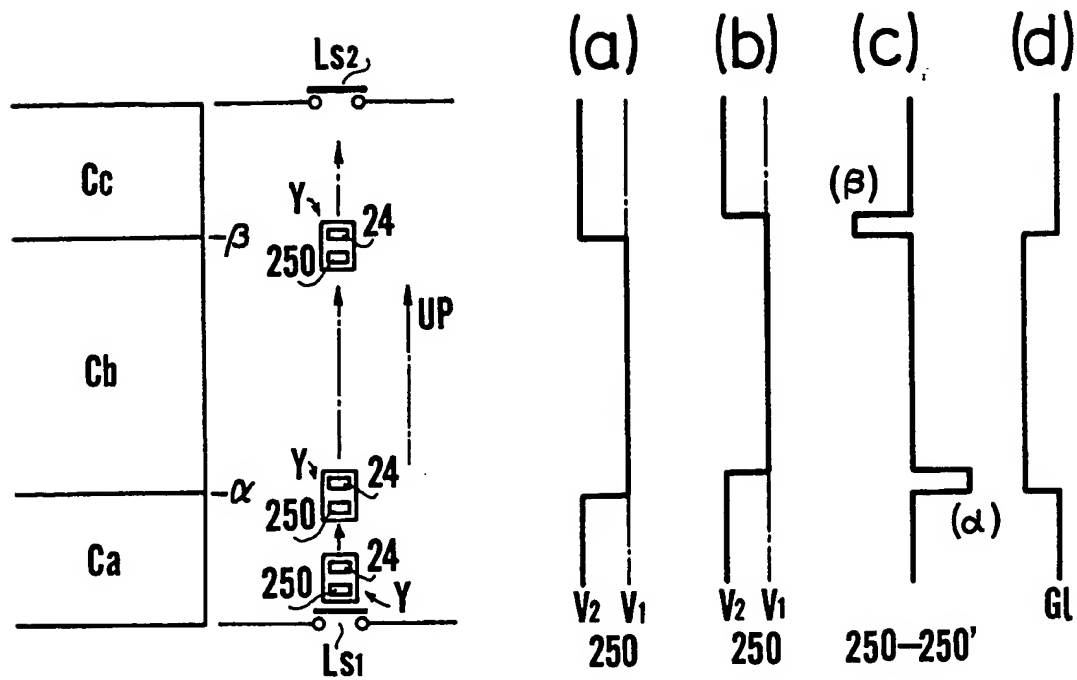 (a) (b) (c) (d)
Ls2
Cc
(β)
Y 24
β
250
UP
Cb
Y 24
α
250
(α)
Ca
24
250 Y
V2 V1 V2 V1 Gl
Ls1 250 250 250–250'